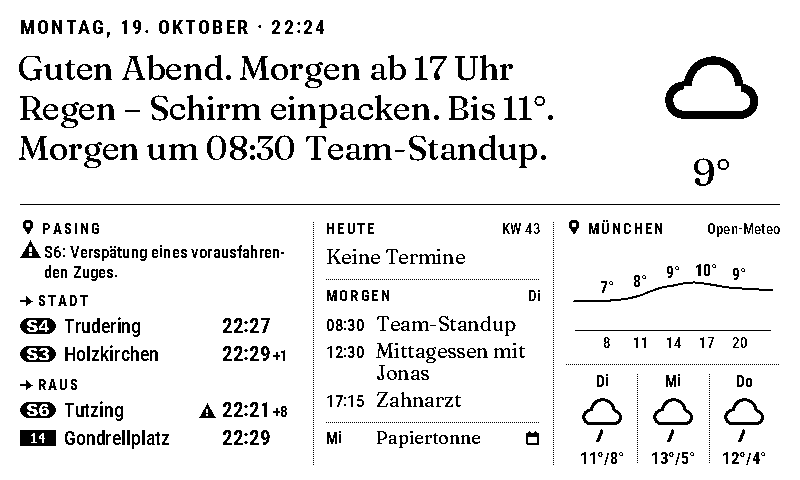 MONTAG, 19. OKTOBER · 22:24
Guten Abend. Morgen ab 17 Uhr
Regen – Schirm einpacken. Bis 11°.
Morgen um 08:30 Team-Standup.
9°
PASING
S6: Verspätung eines vorausfahren-
den Zuges.
→ STADT
S4 Trudering 22:27
S3 Holzkirchen 22:29 +1
→ RAUS
S6 Tutzing 22:21 +8
14 Gondrellplatz 22:29
HEUTE KW 43
Keine Termine
MORGEN Di
08:30 Team-Standup
12:30 Mittagessen mit
Jonas
17:15 Zahnarzt
Mi Papiertonne
MÜNCHEN Open-Meteo
7° 8° 9° 10° 9°
8 11 14 17 20
Di Mi Do
11°/8° 13°/5° 12°/4°